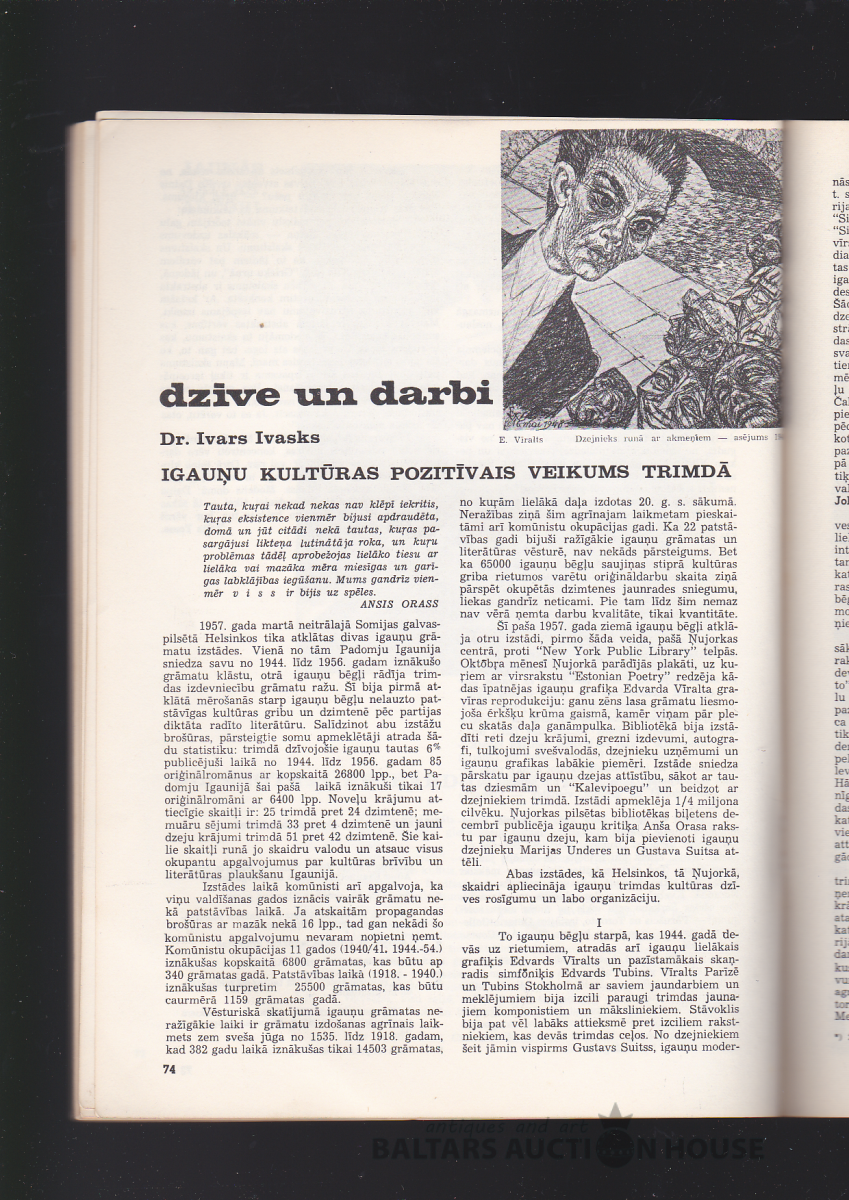 dzīve un darbi
E. Viralts Dzejnieks runā ar akmeņiem — asējums
Dr. Ivars Ivasks
IGAUŅU KULTŪRAS POZITĪVAIS VEIKUMS TRIMDĀ
Tauta, kuŗai nekad nekas nav klēpī iekritis,
kuŗas eksistence vienmēr bijusi apdraudēta,
domā un jūt citādi nekā tautas, kuŗas pa-
sargājusi likteņa lutinātāja roka, un kuŗu
problēmas tādēļ aprobežojas lielāko tiesu ar
lielāka vai mazāka mēra miesīgas un garī-
gas labklājības iegūšanu. Mums gandrīz vien-
mēr v i s s ir bijis uz spēles.
ANSIS ORASS
1957. gada martā neitrālajā Somijas galvas-
pilsētā Helsinkos tika atklātas divas igauņu grā-
matu izstādes. Vienā no tām Padomju Igaunija
sniedza savu no 1944. līdz 1956. gadam iznākušo
grāmatu klāstu, otrā igauņu bēgļi rādīja trim-
das izdevniecību grāmatu ražu. Šī bija pirmā at-
klātā mērošanās starp igauņu bēgļu nelauzto pat-
stāvīgas kultūras gribu un dzimtenē pēc partijas
diktāta radīto literātūru. Salīdzinot abu izstāžu
brošūras, pārsteigtie somu apmeklētāji atrada šā-
du statistiku: trimdā dzīvojošie igauņu tautas 6%
publicējuši laikā no 1944. līdz 1956. gadam 85
oriģinālromānus ar kopskaitā 26800 lpp., bet Pa-
domju Igaunijā šai pašā laikā iznākuši tikai 17
oriģinālromāni ar 6400 lpp. Noveļu krājumu at-
tiecīgie skaitļi ir: 25 trimdā pret 24 dzimtenē; me-
muāru sējumi trimdā 33 pret 4 dzimtenē un jauni
dzeju krājumi trimdā 51 pret 42 dzimtenē. Šie kai-
lie skaitļi runā jo skaidru valodu un atsauc visus
okupantu apgalvojumus par kultūras brīvību un
literātūras plaukšanu Igaunijā.
Izstādes laikā komūnisti arī apgalvoja, ka
viņu valdīšanas gados iznācis vairāk grāmatu ne-
kā patstāvības laikā. Ja atskaitām propagandas
brošūras ar mazāk nekā 16 lpp., tad gan nekādi šo
komūnistu apgalvojumu nevaram nopietni ņemt.
Komūnistu okupācijas 11 gados (1940/41. 1944.-54.)
iznākušas kopskaitā 6800 grāmatas, kas būtu ap
340 grāmatas gadā. Patstāvības laikā (1918. - 1940.)
iznākušas turpretim 25500 grāmatas, kas būtu
caurmērā 1159 grāmatas gadā.
Vēsturiskā skatījumā igauņu grāmatas ne-
ražīgākie laiki ir grāmatu izdošanas agrīnais laik-
mets zem sveša jūga no 1535. līdz 1918. gadam,
kad 382 gadu laikā iznākušas tikai 14503 grāmatas,
74
no kuŗām lielākā daļa izdotas 20. g. s. sākumā.
Neražības ziņā šim agrīnajam laikmetam pieskai-
tāmi arī komūnistu okupācijas gadi. Ka 22 patstā-
vības gadi bijuši ražīgākie igauņu grāmatas un
literātūras vēsturē, nav nekāds pārsteigums. Bet
ka 65000 igauņu bēgļu saujiņas stiprā kultūras
griba rietumos varētu oriģināldarbu skaita ziņā
pārspēt okupētās dzimtenes jaunrades sniegumu,
liekas gandrīz neticami. Pie tam līdz šim nemaz
nav vērā ņemta darbu kvalitāte, tikai kvantitāte.
Šī paša 1957. gada ziemā igauņu bēgļi atklā-
ja otru izstādi, pirmo šāda veida, pašā Ņujorkas
centrā, proti "New York Public Library" telpās.
Oktōbŗa mēnesī Ņujorkā parādījās plakāti, uz ku-
ŗiem ar virsrakstu "Estonian Poetry" redzēja kā-
das īpatnējas igauņu grafiķa Edvarda Vīralta gra-
vīras reprodukciju: ganu zēns lasa grāmatu liesmo-
joša ērkšķu krūma gaismā, kamēr viņam pār ple-
cu skatās daļa ganāmpulka. Bibliotēkā bija izstā-
dīti reti dzeju krājumi, grezni izdevumi, autogra-
fi, tulkojumi svešvalodās, dzejnieku uzņēmumi un
igauņu grafikas labākie piemēri. Izstāde sniedza
pārskatu par igauņu dzejas attīstību, sākot ar tau-
tas dziesmām un "Kalevipoegu" un beidzot ar
dzejniekiem trimdā. Izstādi apmeklēja 1/4 miljona
cilvēku. Ņujorkas pilsētas bibliotēkas biļetens de-
cembrī publicēja igauņu kritiķa Anša Orasa rak-
stu par igauņu dzeju, kam bija pievienoti igauņu
dzejnieku Marijas Underes un Gustava Suitsa at-
tēli.
Abas izstādes, kā Helsinkos, tā Ņujorkā,
skaidri apliecināja igauņu trimdas kultūras dzī-
ves rosīgumu un labo organizāciju.
I
To igauņu bēgļu starpā, kas 1944. gadā de-
vās uz rietumiem, atradās arī igauņu lielākais
grafiķis Edvards Vīralts un pazīstamākais skaņ-
radis simfōniķis Edvards Tubins. Vīralts Parīzē
un Tubins Stokholmā ar saviem jaundarbiem un
meklējumiem bija izcili paraugi trimdas jauna-
jiem komponistiem un māksliniekiem. Stāvoklis
bija pat vēl labāks attieksmē pret izciliem rakst-
niekiem, kas devās trimdas ceļos. No dzejniekiem
šeit jāmin vispirms Gustavs Suitss, igauņu moder-
antiques and art
BALTARS AUCTION HOUSE